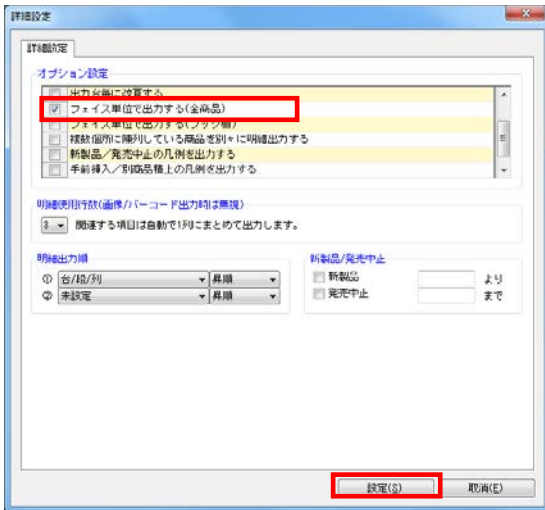 詳細設定
詳細設定
オプション設定
出力台毎に改頁する
フェイス単位で出力する(全商品)
フェイス単位で出力する(フック棚)
複数個所に陳列している商品を別々に明細出力する
新製品/発売中止の凡例を出力する
手前挿入/別商品積上の凡例を出力する
明細使用行数(画像/バーコード出力時は無視)
3 関連する項目は自動で1列にまとめて出力します。
明細出力順
① 台/段/列 昇順
② 未設定 昇順
新製品/発売中止
新製品 より
発売中止 まで
設定(S) 取消(E)